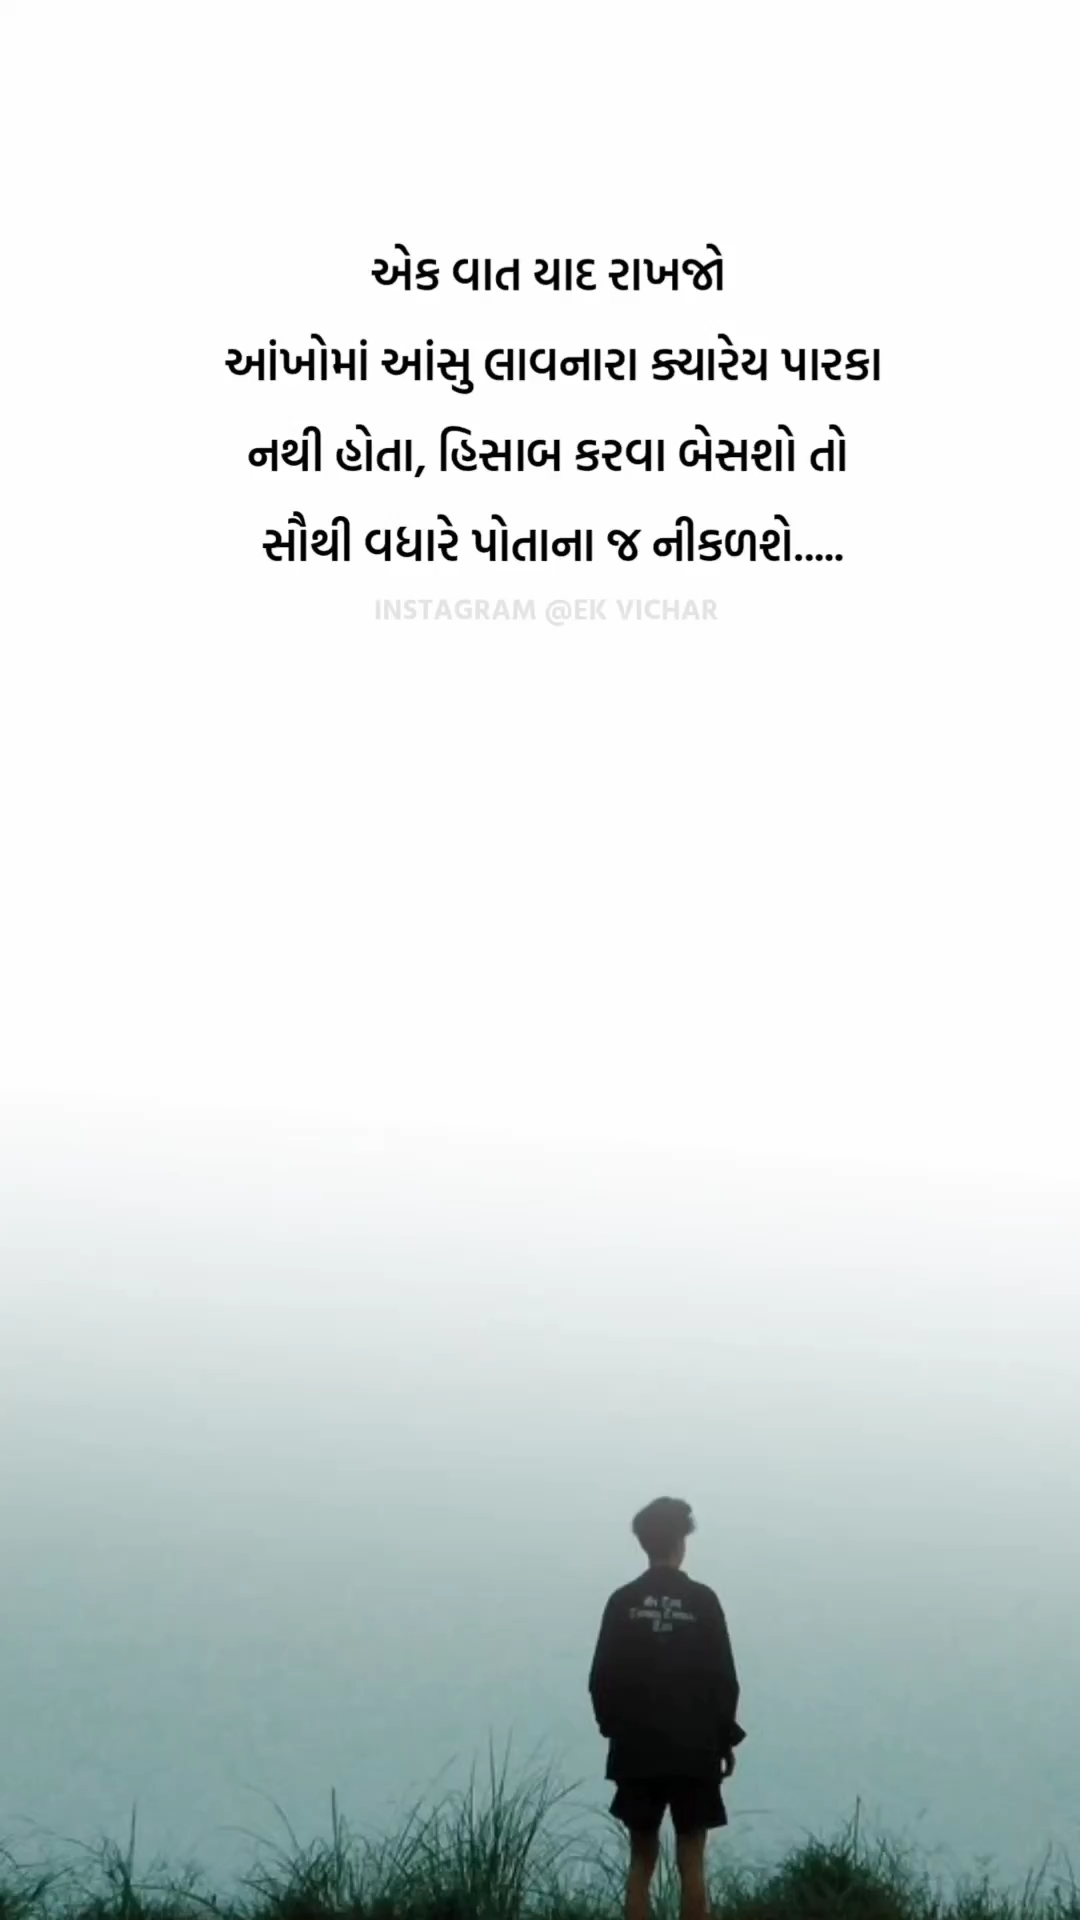 એક વાત યાદ રાખજો
આંખોમાં આંસુ લાવનારા ક્યારેય પારકા
નથી હોતા, હિસાબ કરવા બેસશો તો
સૌથી વધારે પોતાના જ નીકળશે.....
INSTAGRAM @EK VICHAR